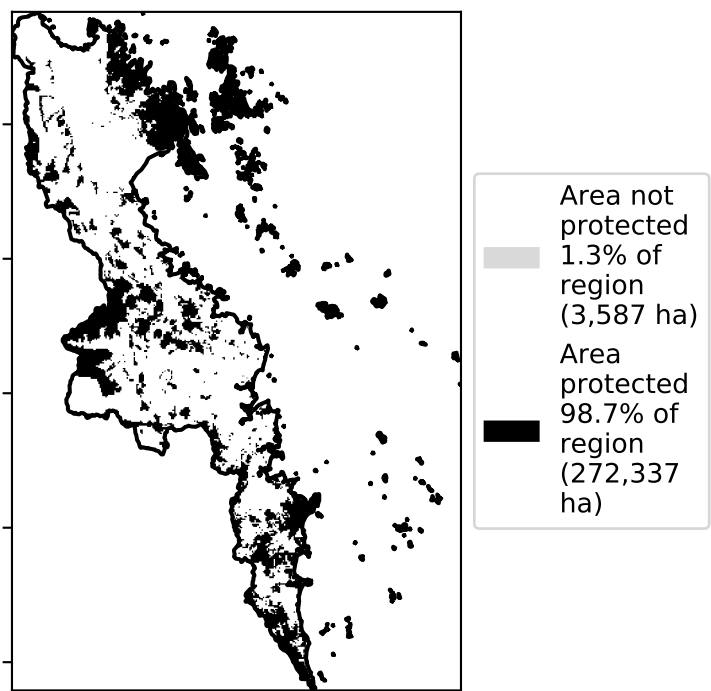 Area not
protected
1.3% of
region
(3,587 ha)
Area
protected
98.7% of
region
(272,337
ha)